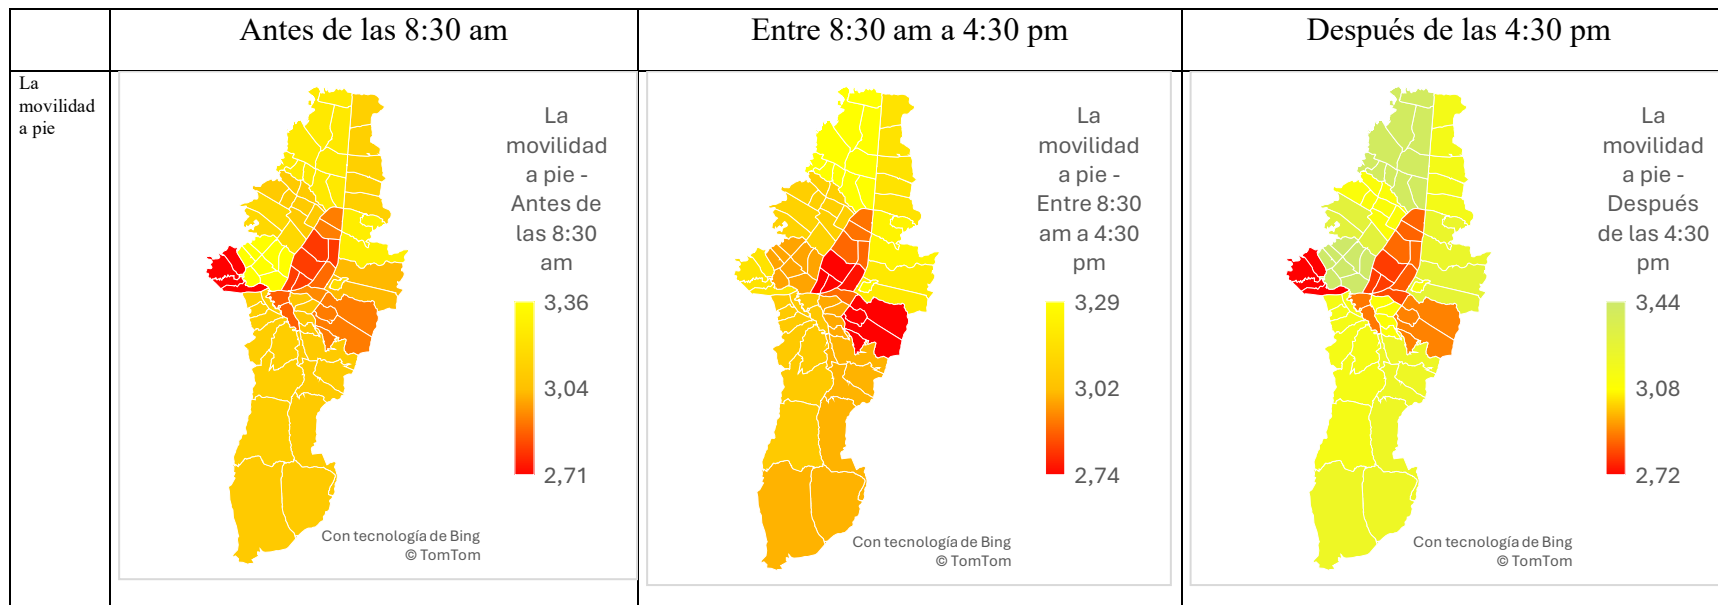 Antes de las 8:30 am
Entre 8:30 am a 4:30 pm
Después de las 4:30 pm
La
movilidad
a pie
La
movilidad
a pie -
Antes de
las 8:30
am
3,36
3,04
2,71
Con tecnología de Bing
© TomTom
La
movilidad
a pie -
Entre 8:30
am a 4:30
pm
3,29
3,02
2,74
Con tecnología de Bing
© TomTom
La
movilidad
a pie -
Después
de las 4:30
pm
3,44
3,08
2,72
Con tecnología de Bing
© TomTom